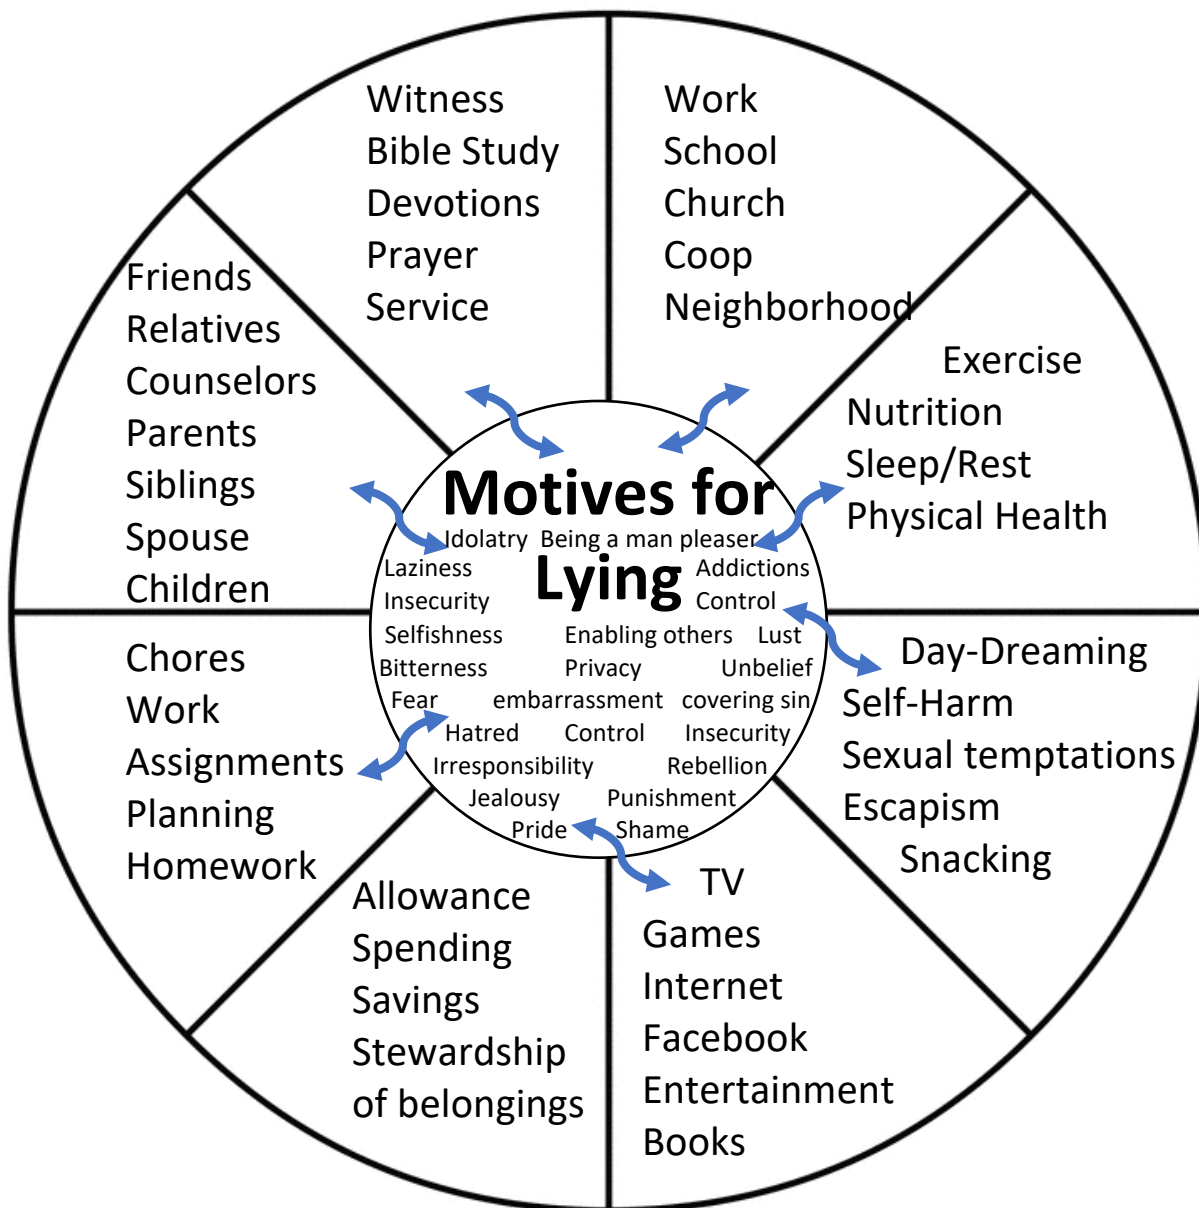 Witness
Bible Study
Devotions
Prayer
Service
Work
School
Church
Coop
Neighborhood
Exercise
Nutrition
Sleep/Rest
Physical Health
Day-Dreaming
Self-Harm
Sexual temptations
Escapism
Snacking
TV
Games
Internet
Facebook
Entertainment
Books
Allowance
Spending
Savings
Stewardship
of belongings
Chores
Work
Assignments
Planning
Homework
Friends
Relatives
Counselors
Parents
Siblings
Spouse
Children
Motives for
Lying
Idolatry Being a man pleaser
Laziness Addictions
Insecurity Control
Selfishness Enabling others Lust
Bitterness Privacy Unbelief
Fear embarrassment covering sin
Hatred Control Insecurity
Irresponsibility Rebellion
Jealousy Punishment
Pride Shame